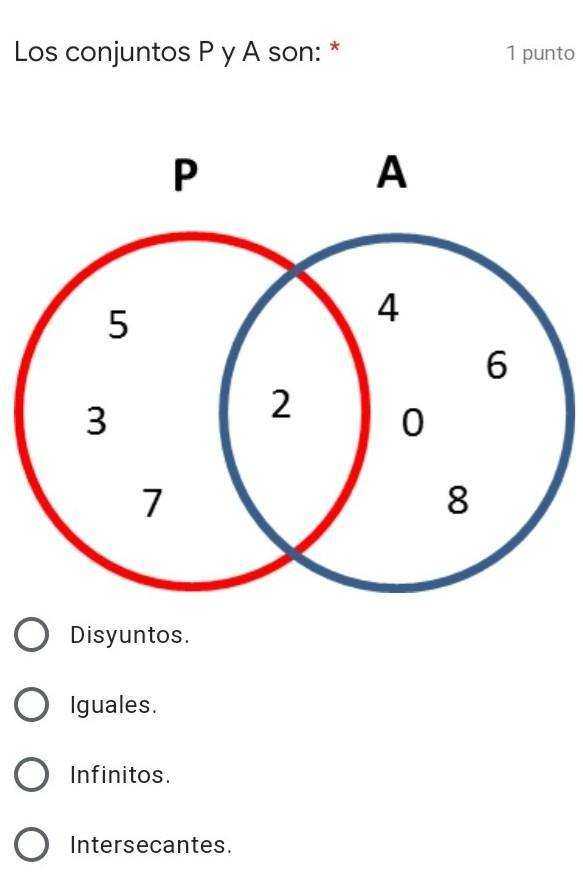 Los conjuntos P y A son: *
1 punto
P A
5
4
6
3
2
0
7
8
Disyuntos.
Iguales.
Infinitos.
Intersecantes.